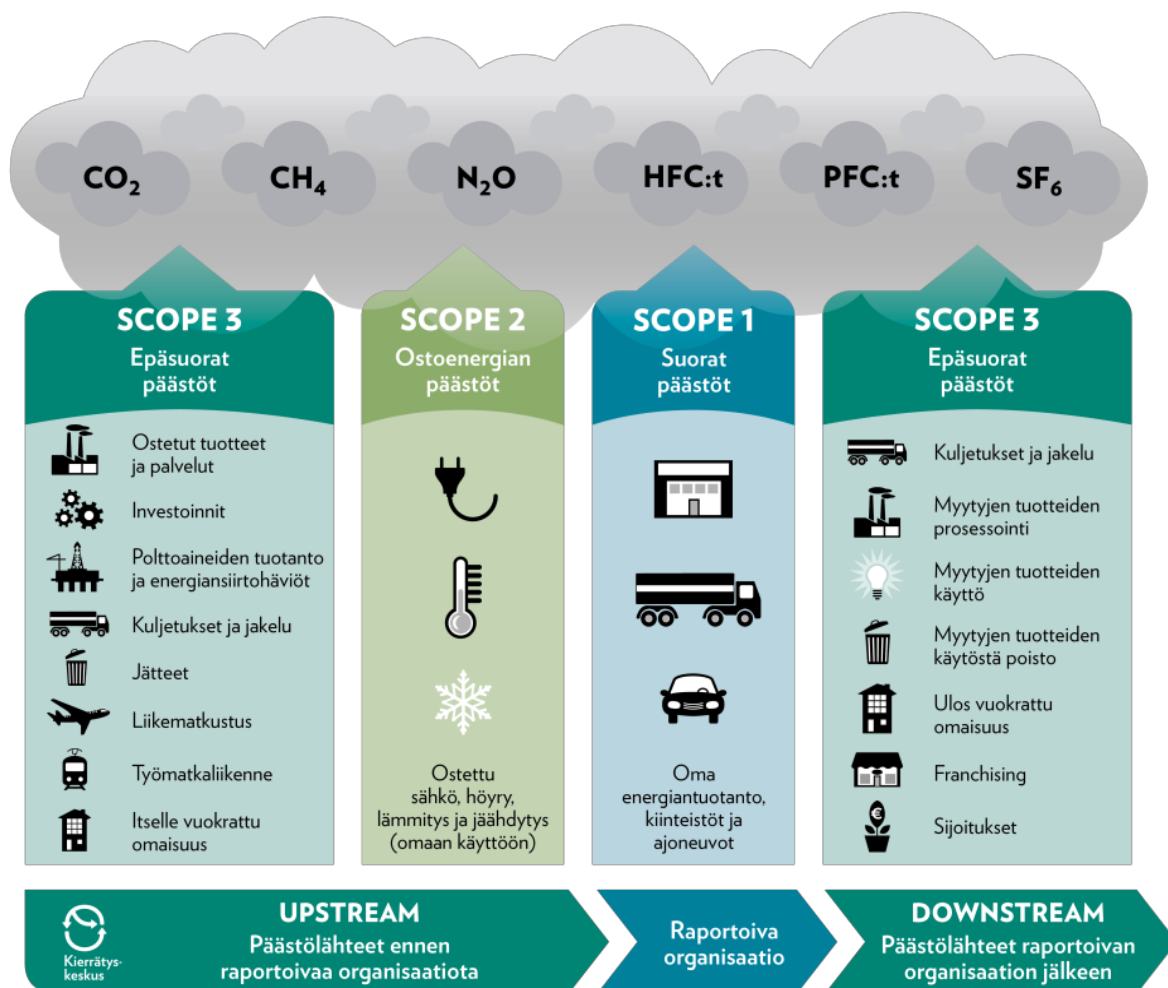 CO₂
CH₄
N₂O
HFC:t
PFC:t
SF₆
SCOPE 3
Epäsuorat
päästöt
Ostetut tuotteet
ja palvelut
Investoinnit
Polttoaineiden tuotanto
ja energiansiirtohäviöt
Kuljetukset ja jakelu
Jätteet
Liikematkustus
Työmatkaliikenne
Itselle vuokrattu
omaisuus
SCOPE 2
Ostoenergian
päästöt
Ostettu
sähkö, höyry,
lämmitys ja jäähdytys
(omaan käyttöön)
SCOPE 1
Suorat
päästöt
Oma
energiantuotanto,
kiinteistöt ja
ajoneuvot
SCOPE 3
Epäsuorat
päästöt
Kuljetukset ja jakelu
Myytyjen tuotteiden
prosessointi
Myytyjen tuotteiden
käyttö
Myytyjen tuotteiden
käytöstä poisto
Ulos vuokrattu
omaisuus
Franchising
€
Sijoitukset
Kierrätys-
keskus
UPSTREAM
Päästölähteet ennen
raportoivaa organisaatiota
Raportoiva
organisaatio
DOWNSTREAM
Päästölähteet raportoivan
organisaation jälkeen